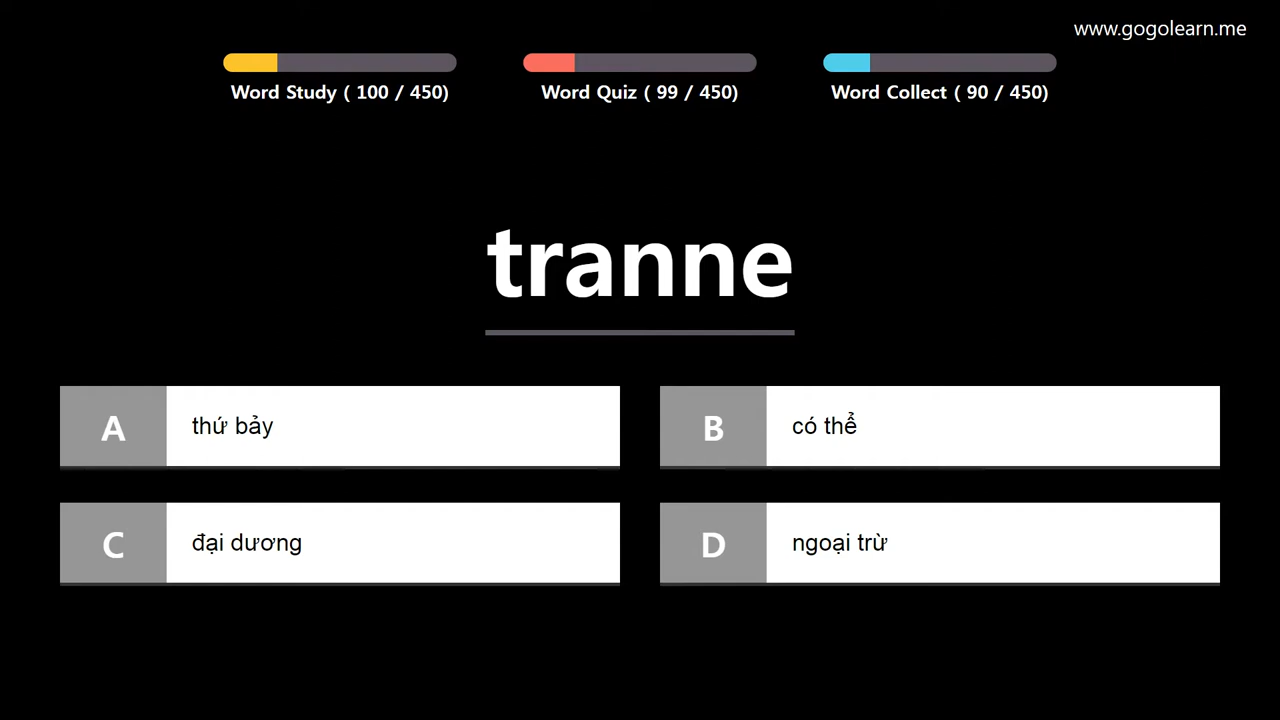 www.gogolearn.me
Word Study ( 100 / 450)
Word Quiz ( 99 / 450)
Word Collect ( 90 / 450)
tranne
A thứ bảy
B có thể
C đại dương
D ngoại trừ